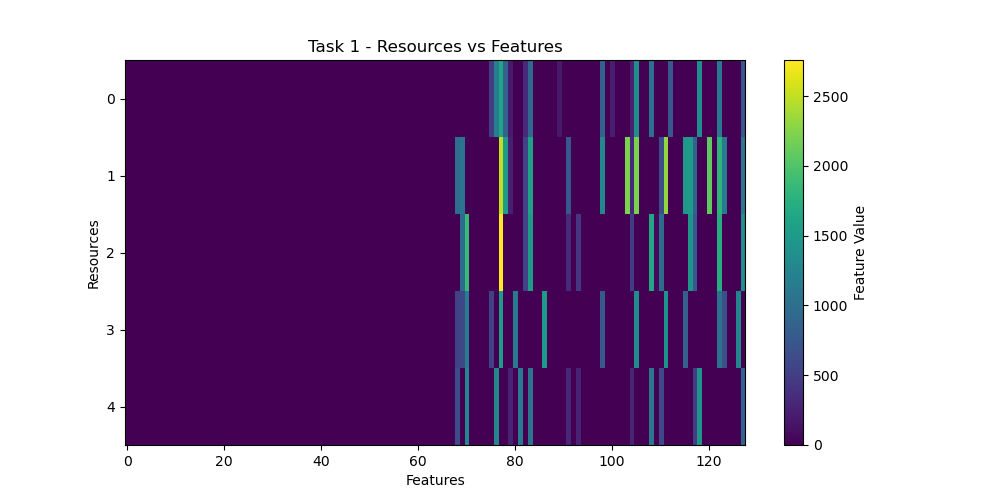 Task 1 - Resources vs Features
0
1
2
3
4
Resources
0 20 40 60 80 100 120
Features
2500
2000
1500
1000
500
0
Feature Value